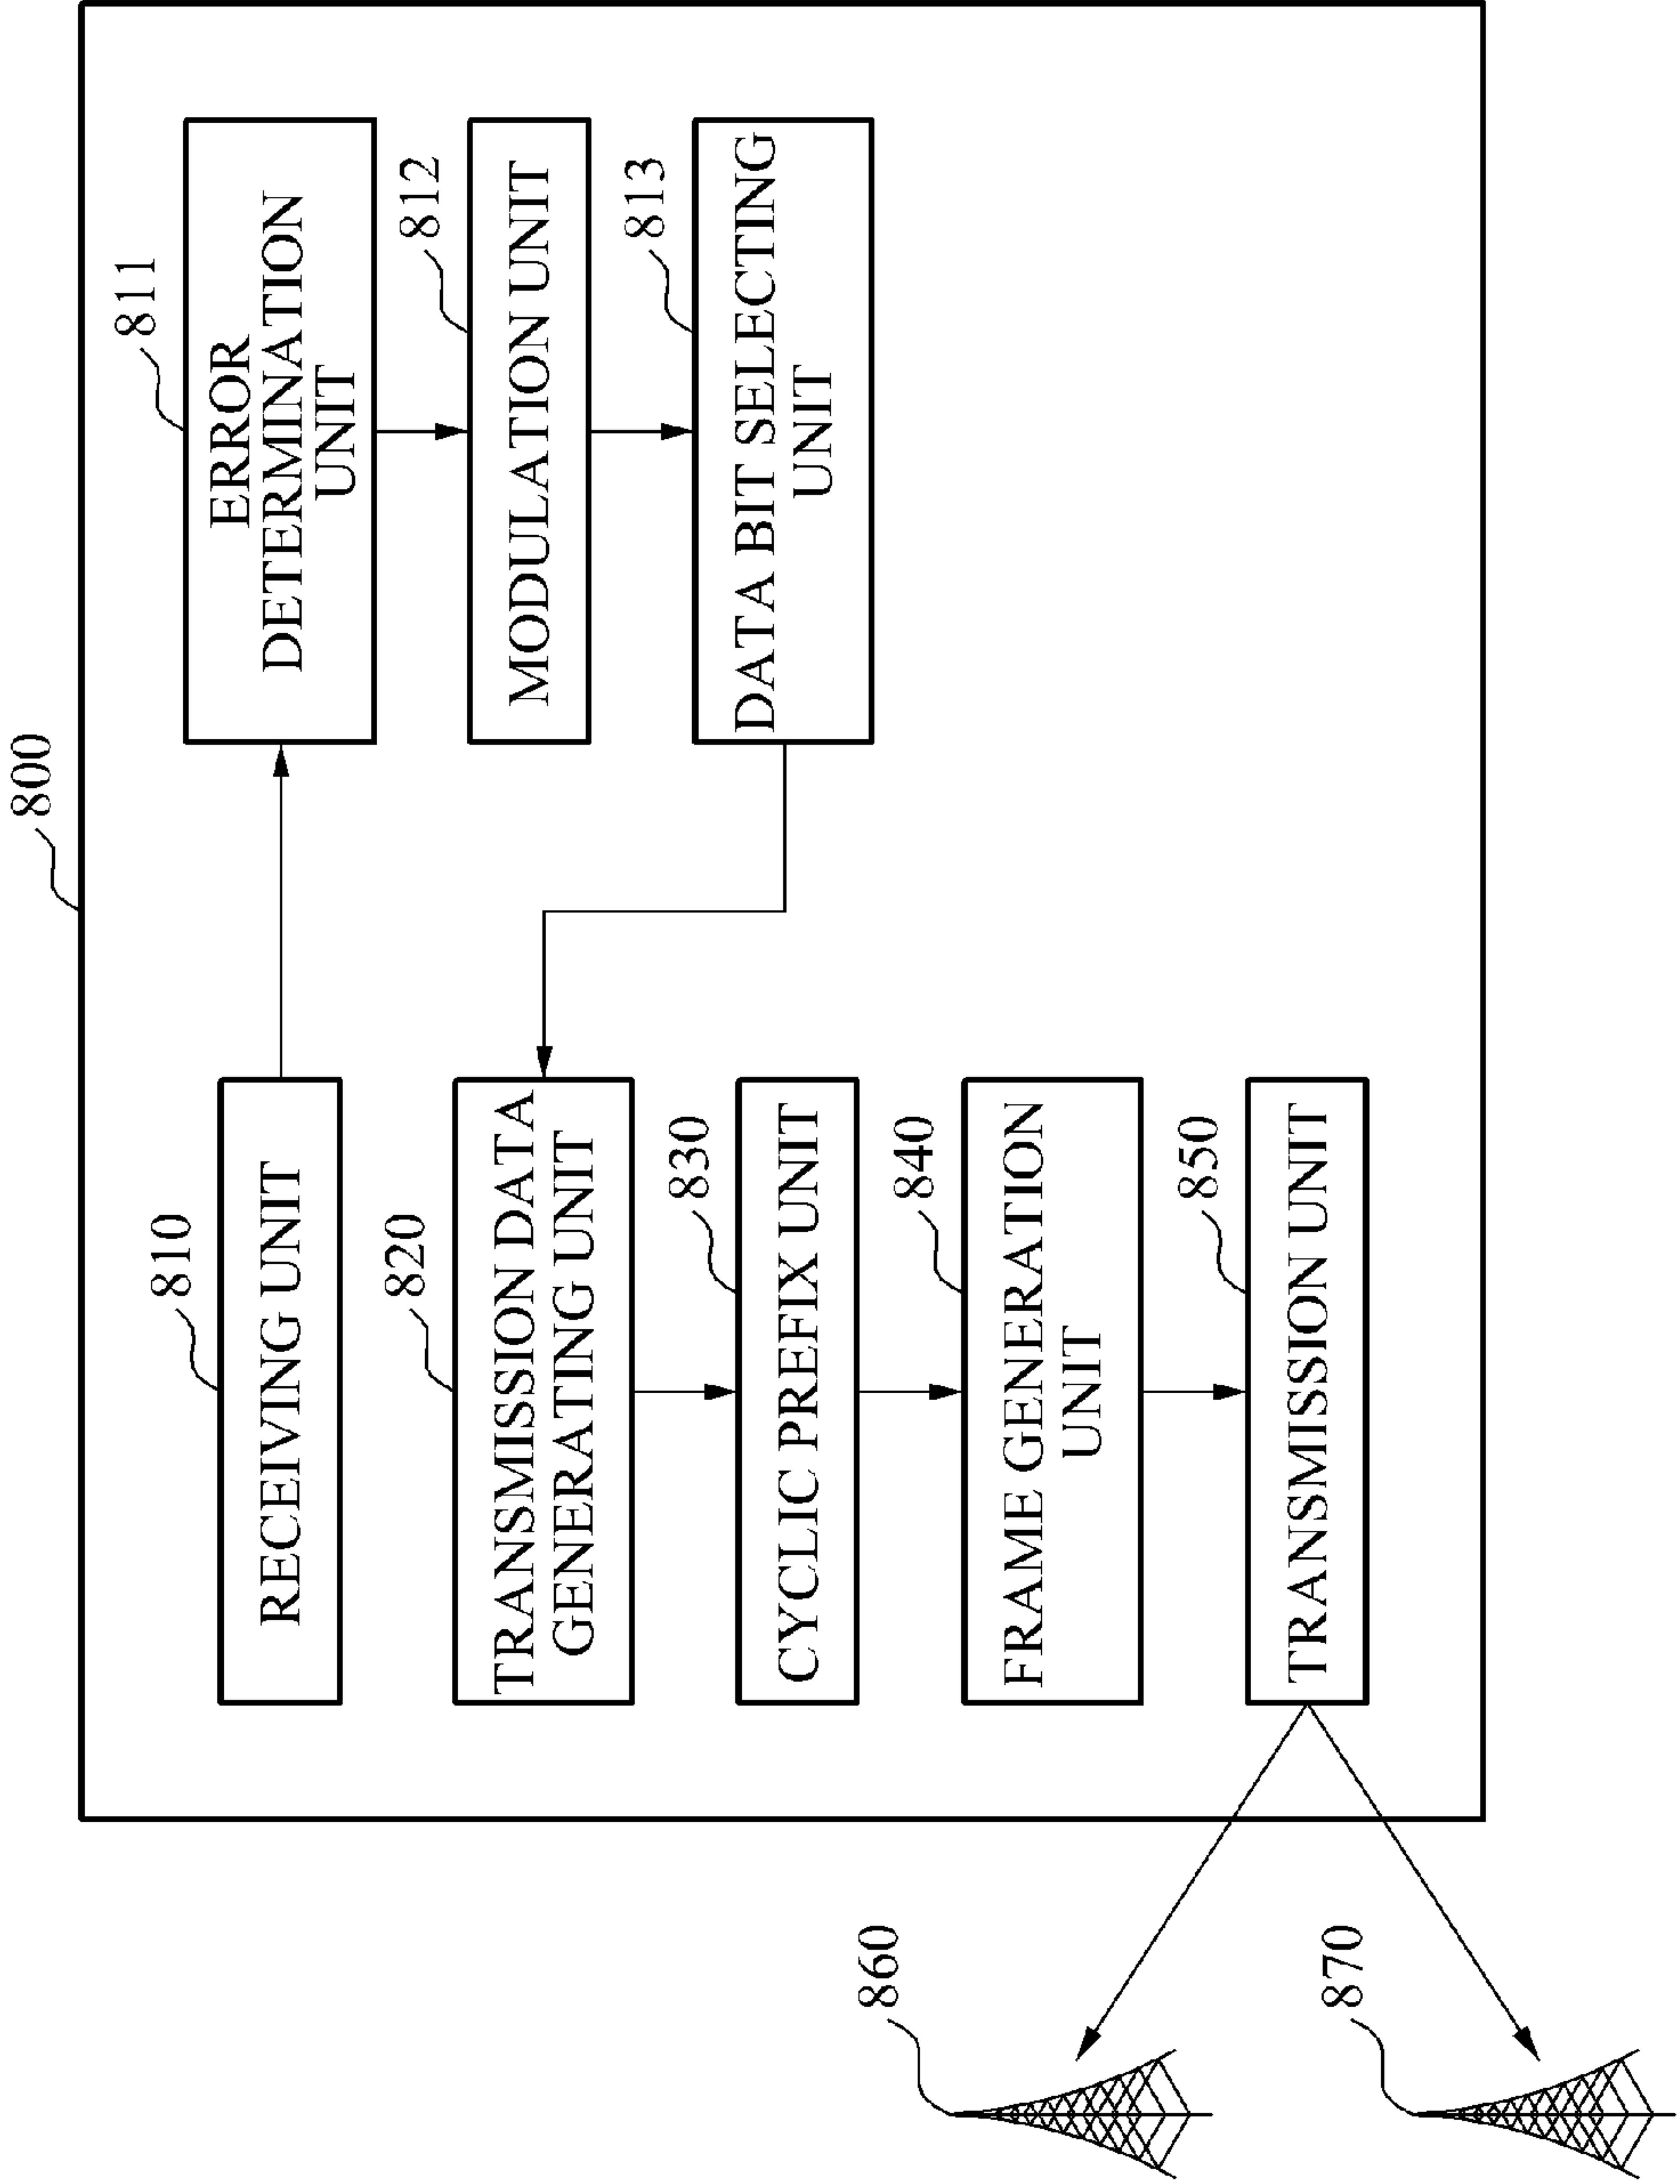 800
810
RECEIVING UNIT
811
ERROR
DETERMINATION
UNIT
820
TRANSMISSION DATA
GENERATING UNIT
812
MODULATION UNIT
830
CYCLIC PREFIX UNIT
813
DATA BIT SELECTING
UNIT
840
FRAME GENERATION
UNIT
850
TRANSMISSION UNIT
860
870